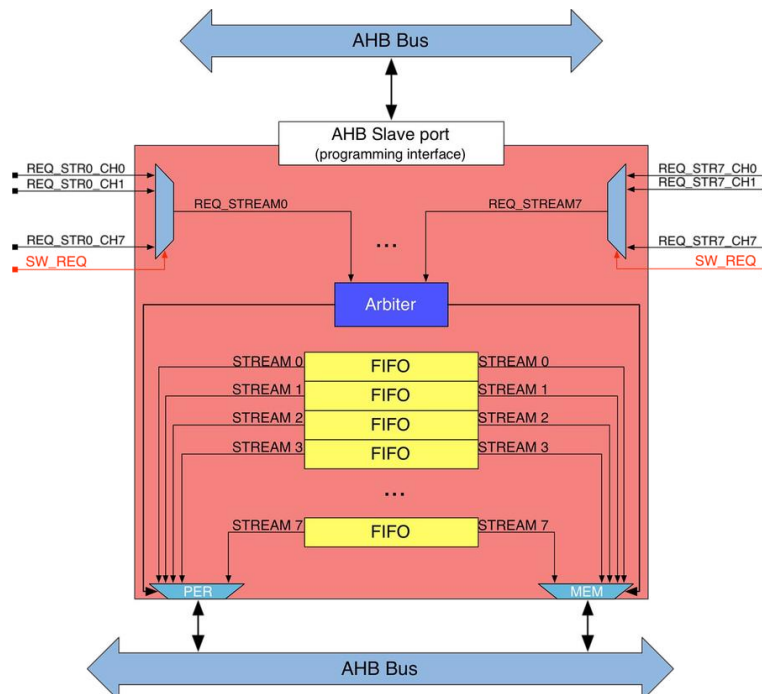 AHB Bus
AHB Slave port
(programming interface)
REQ_STR0_CH0
REQ_STR0_CH1
REQ_STR0_CH7
SW_REQ
REQ_STREAM0
REQ_STREAM7
REQ_STR7_CH0
REQ_STR7_CH1
REQ_STR7_CH7
SW_REQ
...
Arbiter
STREAM 0 FIFO STREAM 0
STREAM 1 FIFO STREAM 1
STREAM 2 FIFO STREAM 2
STREAM 3 FIFO STREAM 3
...
STREAM 7 FIFO STREAM 7
PER
MEM
AHB Bus